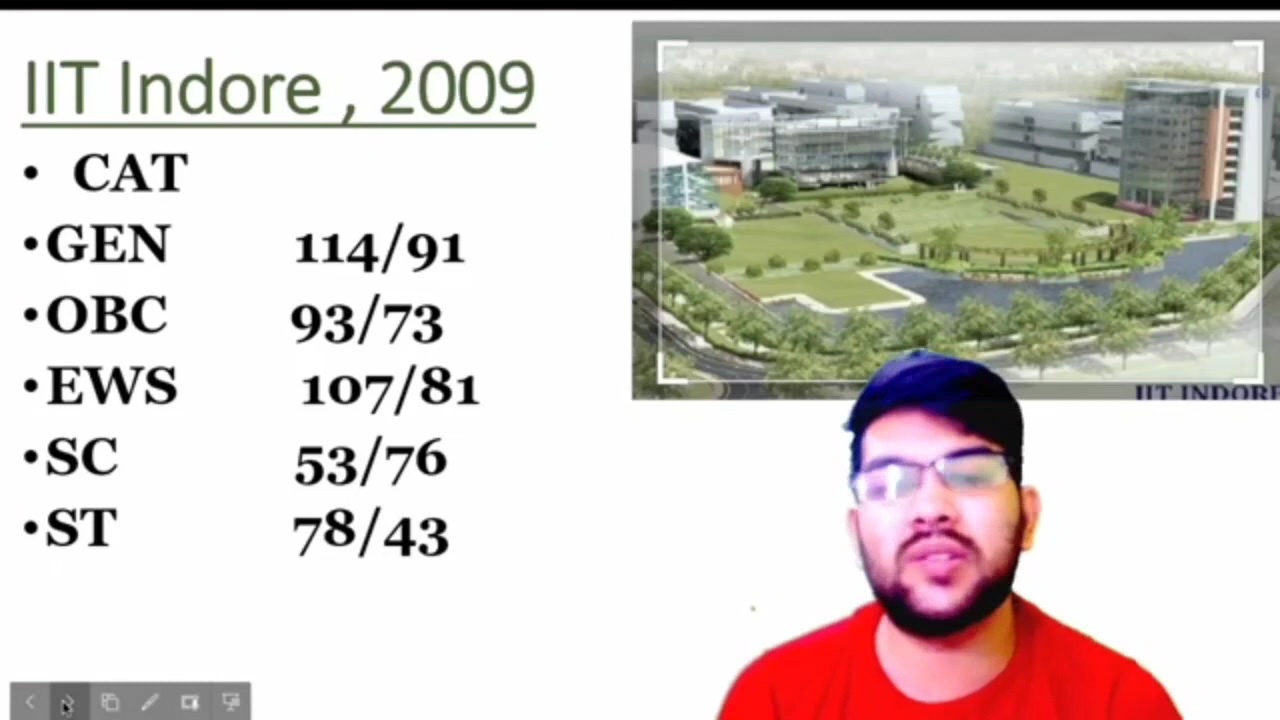 IIT Indore , 2009
• CAT
•GEN 114/91
•OBC 93/73
•EWS 107/81
•SC 53/76
•ST 78/43
IIT INDORE